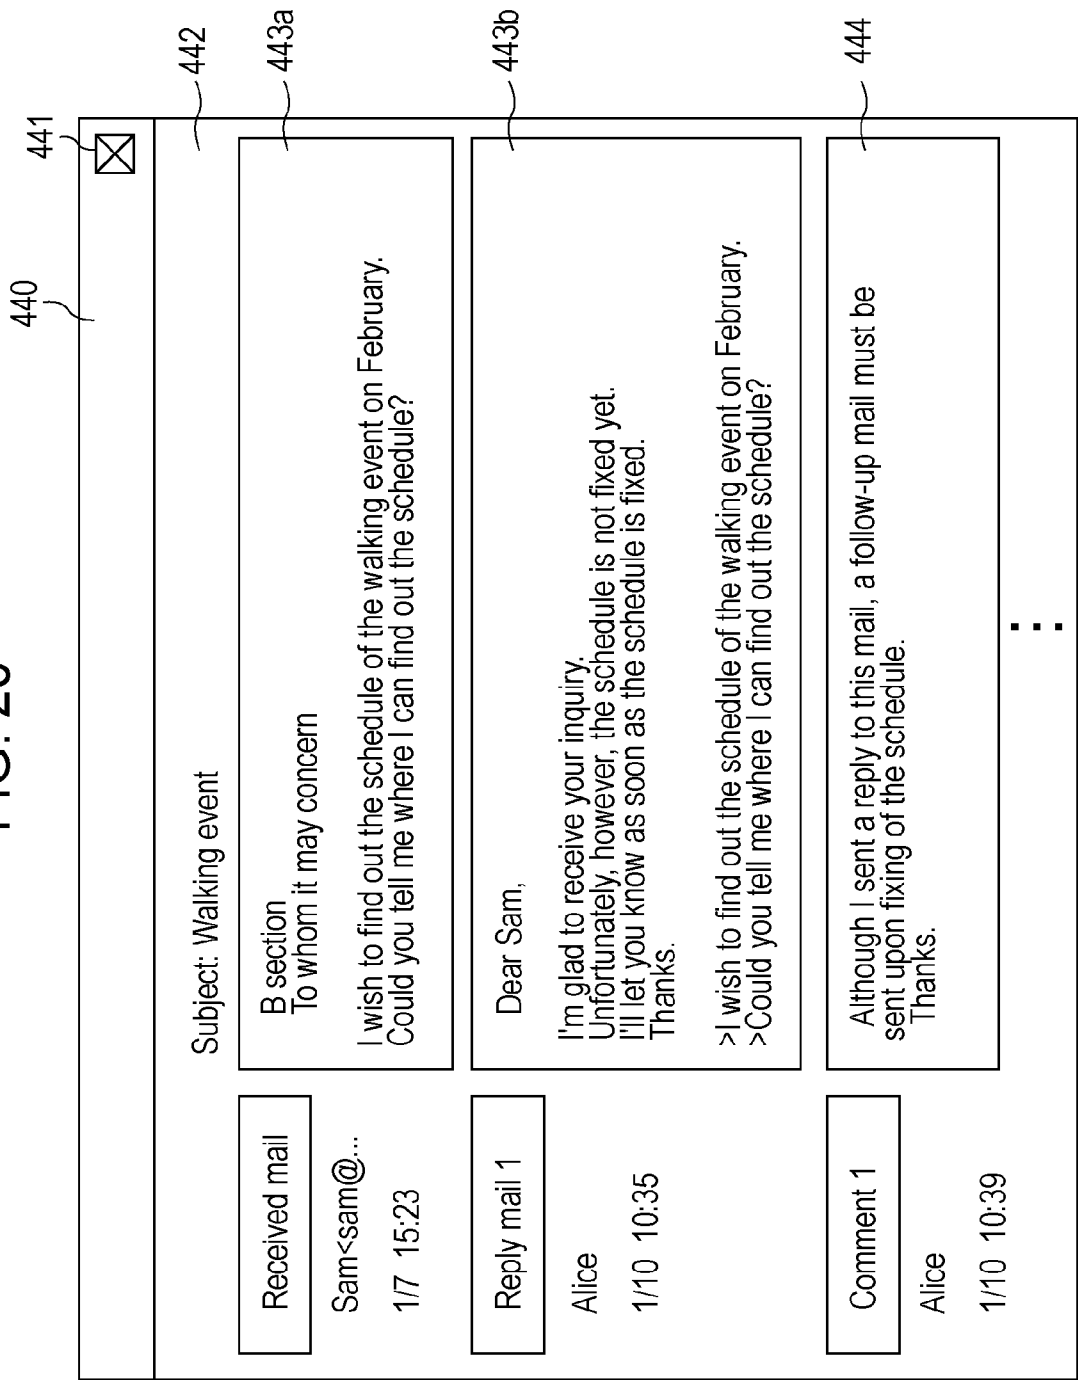 FIG.
440
441
442
Subject: Walking event
Received mail
Sam<sam@...
1/7 15:23
443a
B section
To whom it may concern
I wish to find out the schedule of the walking event on February.
Could you tell me where I can find out the schedule?
Reply mail 1
Alice
1/10 10:35
443b
Dear Sam,
I'm glad to receive your inquiry.
Unfortunately, however, the schedule is not fixed yet.
I'll let you know as soon as the schedule is fixed.
Thanks.
>I wish to find out the schedule of the walking event on February.
>Could you tell me where I can find out the schedule?
Comment 1
Alice
1/10 10:39
444
Although I sent a reply to this mail, a follow-up mail must be
sent upon fixing of the schedule.
Thanks.